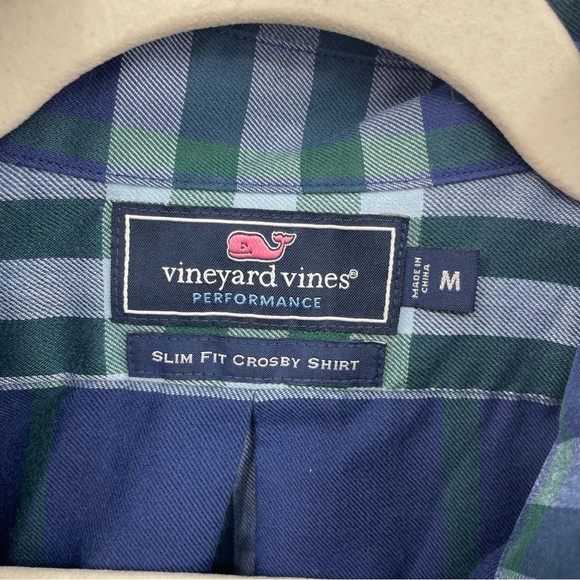 vineyard vines®
PERFORMANCE
MADE IN
CHINA
M
SLIM FIT CROSBY SHIRT